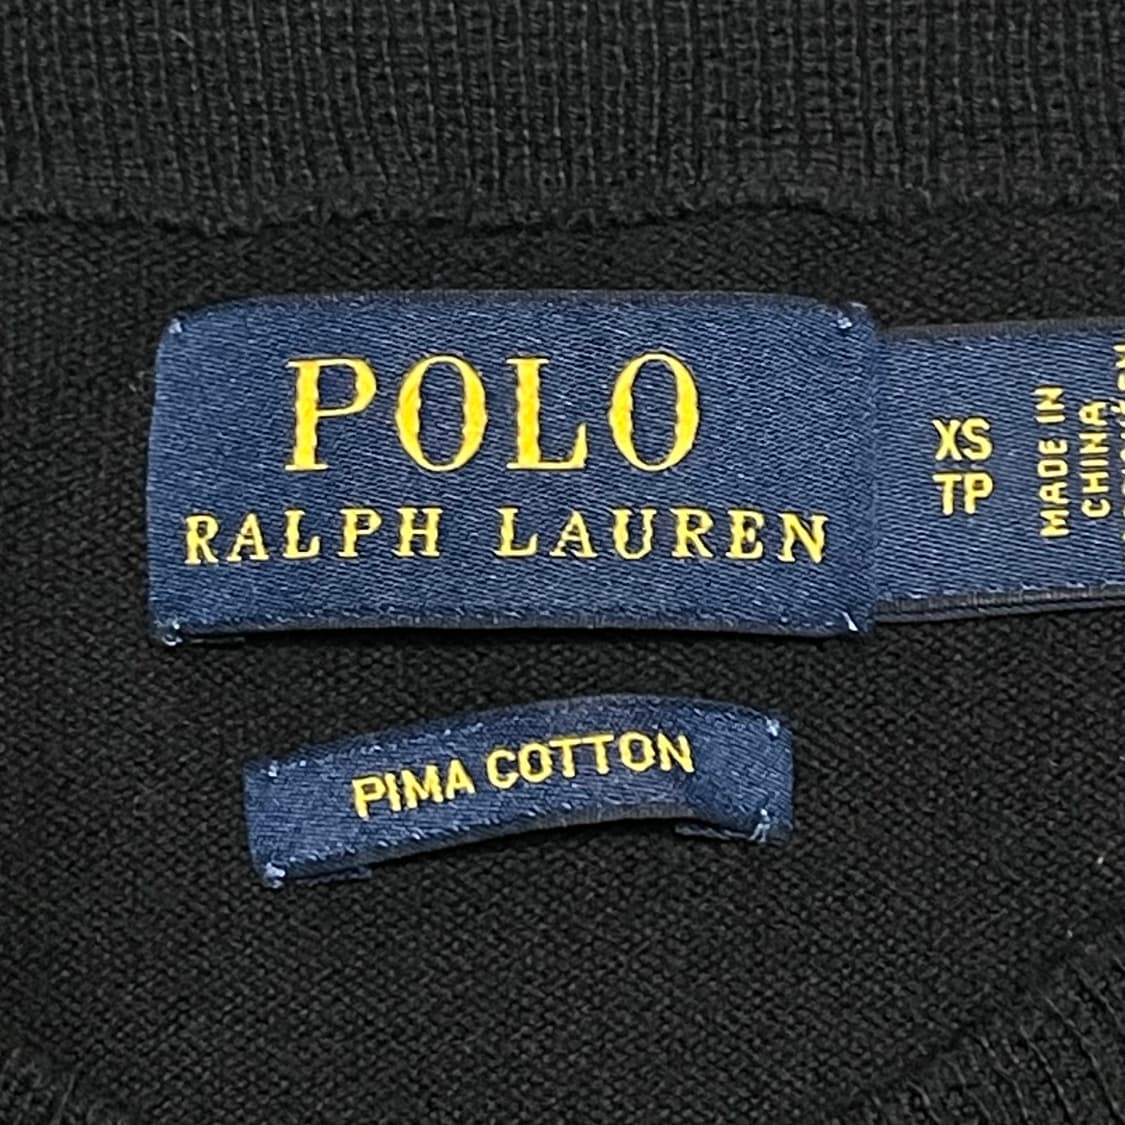 POLO
RALPH LAUREN
XS
TP
MADE IN
CHINA
PIMA COTTON